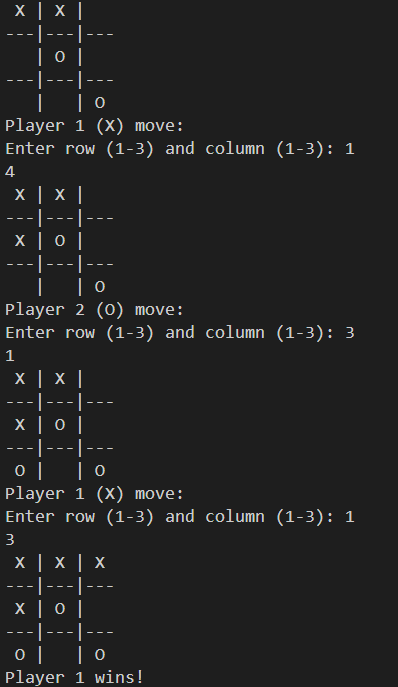 X | X |
---|---|---
   | O |
---|---|---
   |   | O
Player 1 (X) move:
Enter row (1-3) and column (1-3): 1
4
 X | X |
---|---|---
 X | O |
---|---|---
   |   | O
Player 2 (O) move:
Enter row (1-3) and column (1-3): 3
1
 X | X |
---|---|---
 X | O |
---|---|---
 O |   | O
Player 1 (X) move:
Enter row (1-3) and column (1-3): 1
3
 X | X | X
---|---|---
 X | O |
---|---|---
 O |   | O
Player 1 wins!